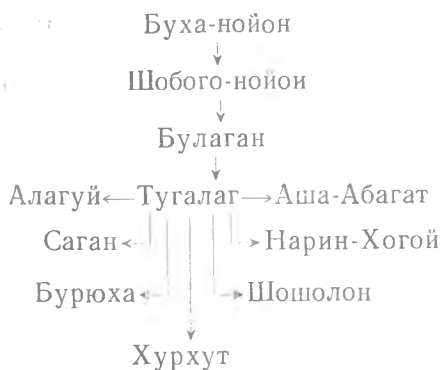 Буха-нойон
Шобого-нойон
Булаган
Алагуй Тугалаг Аша-Абагат
Саган Нарин-Хогой
Бурюха Шошолон
Хурхут